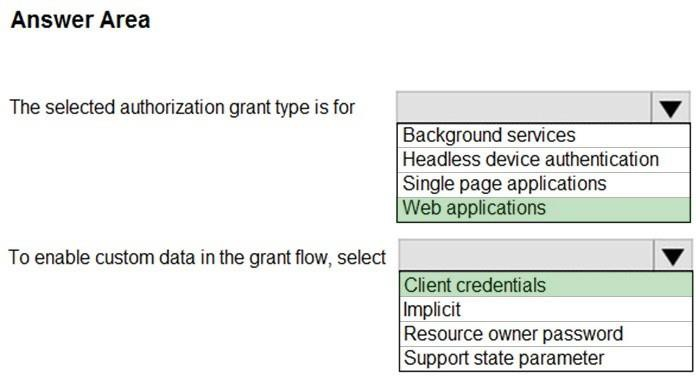 Answer Area
The selected authorization grant type is for
Background services
Headless device authentication
Single page applications
Web applications
To enable custom data in the grant flow, select
Client credentials
Implicit
Resource owner password
Support state parameter